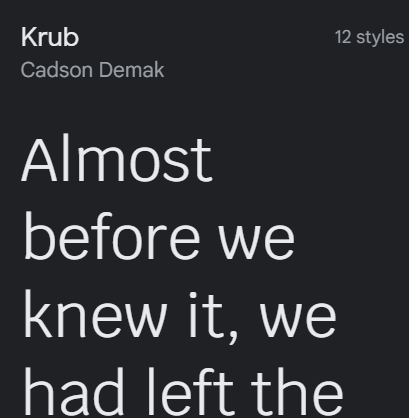 Krub
12 styles
Cadson Demak
Almost
before we
knew it, we
had left the